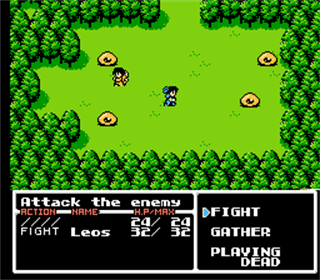 Attack the enemy
ACTION NAME H.P/MAX
//// 24/ 24
FIGHT Leos 32/ 32
FIGHT
GATHER
PLAYING
DEAD